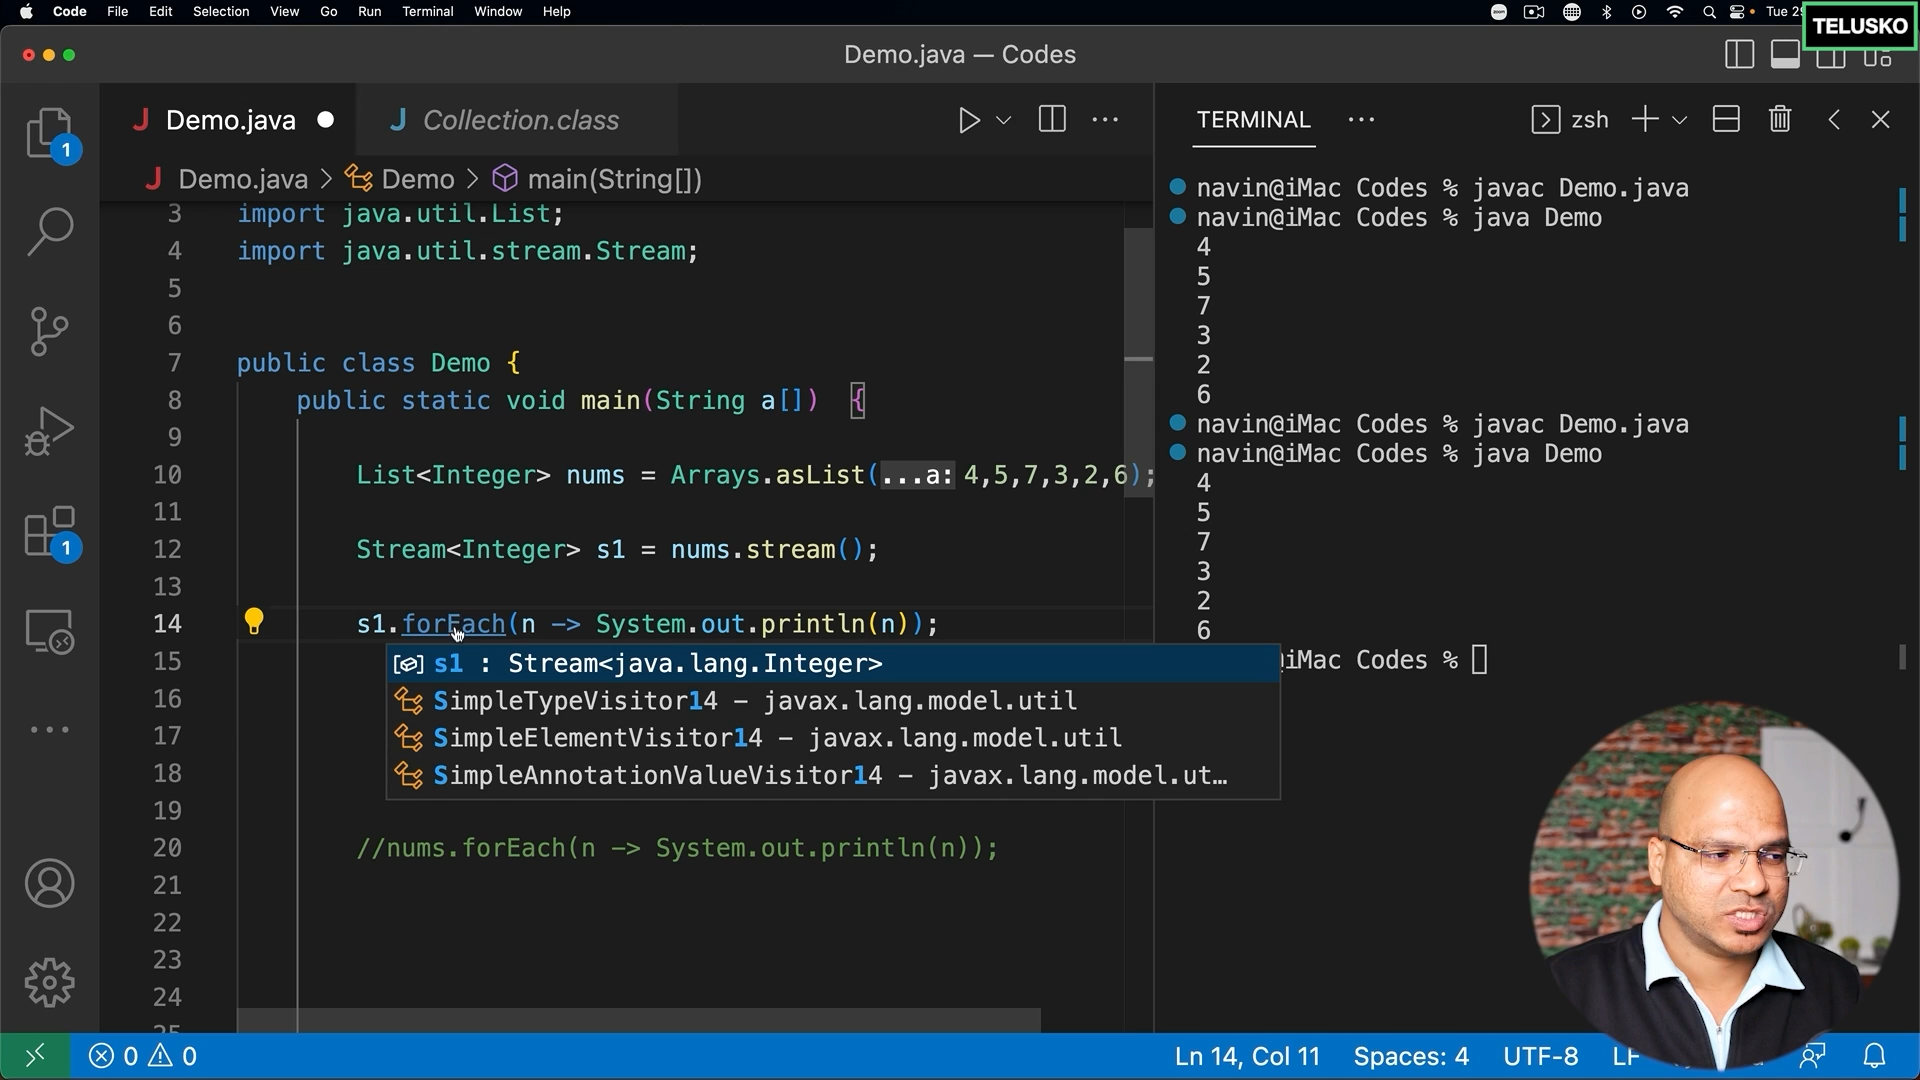 Code File Edit Selection View Go Run Terminal Window Help
TELUSKO
Demo.java — Codes
Demo.java
Collection.class
TERMINAL
zsh
Demo.java > Demo > main(String[])
3 import java.util.List;
4 import java.util.stream.Stream;
5
6
7 public class Demo {
8 public static void main(String a[]) {
9
10 List<Integer> nums = Arrays.asList(...a: 4,5,7,3,2,6);
11
12 Stream<Integer> s1 = nums.stream();
13
14 s1.forEach(n -> System.out.println(n));
15
s1 : Stream<java.lang.Integer>
16
SimpleTypeVisitor14 – javax.lang.model.util
17
SimpleElementVisitor14 – javax.lang.model.util
18
SimpleAnnotationValueVisitor14 – javax.lang.model.ut…
19
20 //nums.forEach(n -> System.out.println(n));
21
22
23
24
25
navin@iMac Codes % javac Demo.java
navin@iMac Codes % java Demo
4
5
7
3
2
6
navin@iMac Codes % javac Demo.java
navin@iMac Codes % java Demo
4
5
7
3
2
6
iMac Codes %
1
1
0 0
Ln 14, Col 11 Spaces: 4 UTF-8 LF